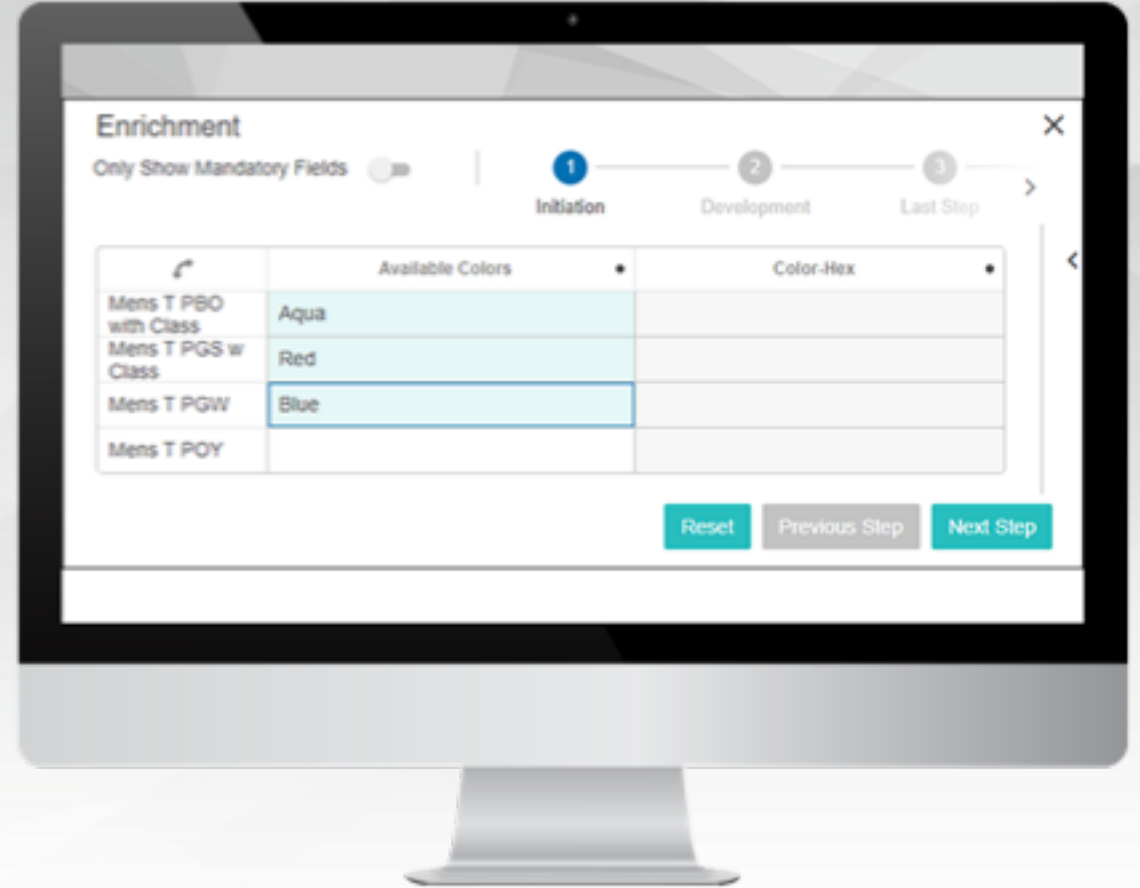 Enrichment
Only Show Mandatory Fields
1
2
3
Initiation
Development
Last Step
Available Colors
Color-Hex
Mens T PBO
with Class
Aqua
Mens T PGS w
Class
Red
Mens T PGW
Blue
Mens T POY
Reset
Previous Step
Next Step